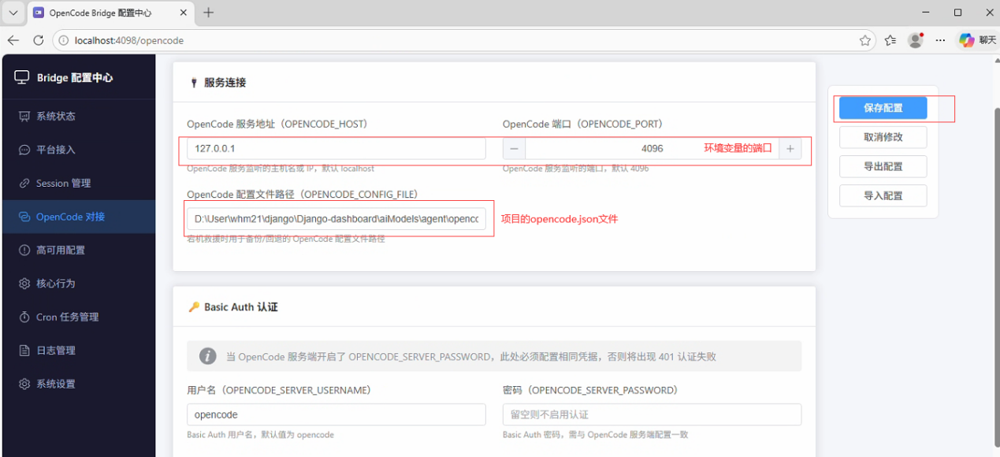 OpenCode Bridge 配置中心
localhost:4098/opencode
聊天
Bridge 配置中心
系统状态
平台接入
Session 管理
OpenCode 对接
高可用配置
核心行为
Cron 任务管理
日志管理
系统设置
服务连接
OpenCode 服务地址（OPENCODE_HOST）
OpenCode 端口（OPENCODE_PORT）
127.0.0.1
4096
环境变量的端口
OpenCode 服务监听的主机名或 IP，默认 localhost
OpenCode 服务监听的端口，默认 4096
OpenCode 配置文件路径（OPENCODE_CONFIG_FILE）
D:\User\whm21\django\Django-dashboard\aiModels\agent\openco
项目的opencode.json文件
宕机救援时用于备份/回退的 OpenCode 配置文件路径
Basic Auth 认证
当 OpenCode 服务端开启了 OPENCODE_SERVER_PASSWORD，此处必须配置相同凭据，否则将出现 401 认证失败
用户名（OPENCODE_SERVER_USERNAME）
密码（OPENCODE_SERVER_PASSWORD）
opencode
留空则不启用认证
Basic Auth 用户名，默认值为 opencode
Basic Auth 密码，需与 OpenCode 服务端配置一致
保存配置
取消修改
导出配置
导入配置